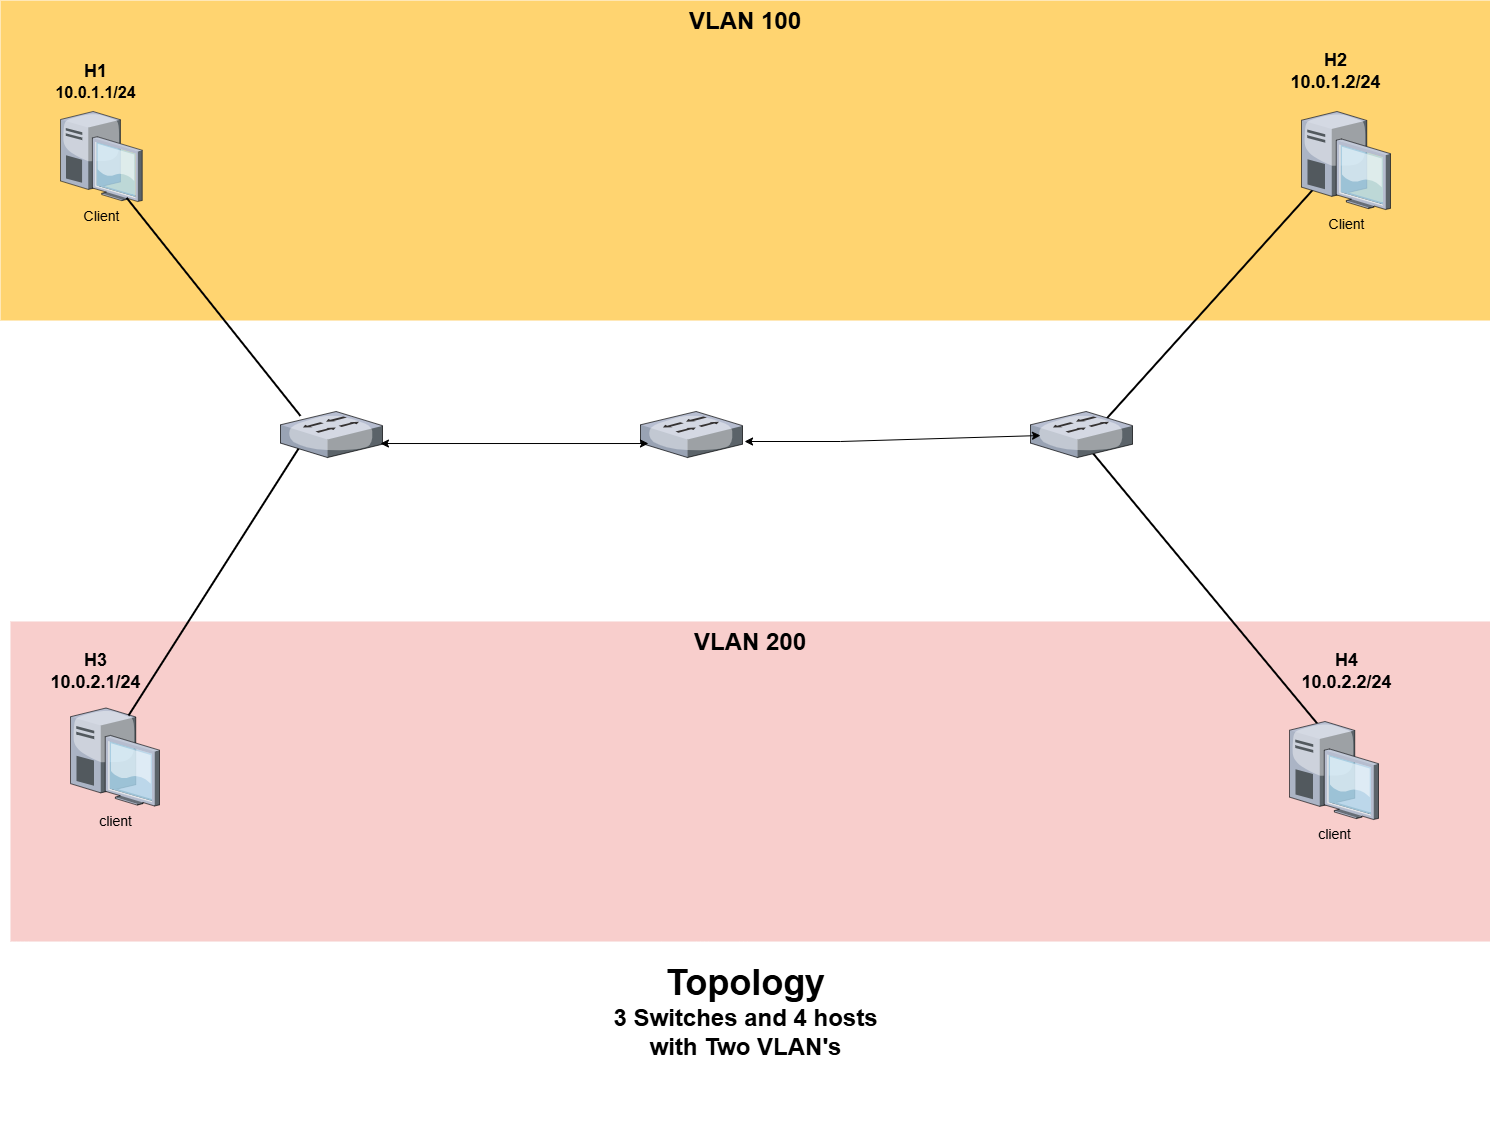 VLAN 100
H1
10.0.1.1/24
Client
H2
10.0.1.2/24
Client
VLAN 200
H3
10.0.2.1/24
client
H4
10.0.2.2/24
client
Topology
3 Switches and 4 hosts
with Two VLAN's